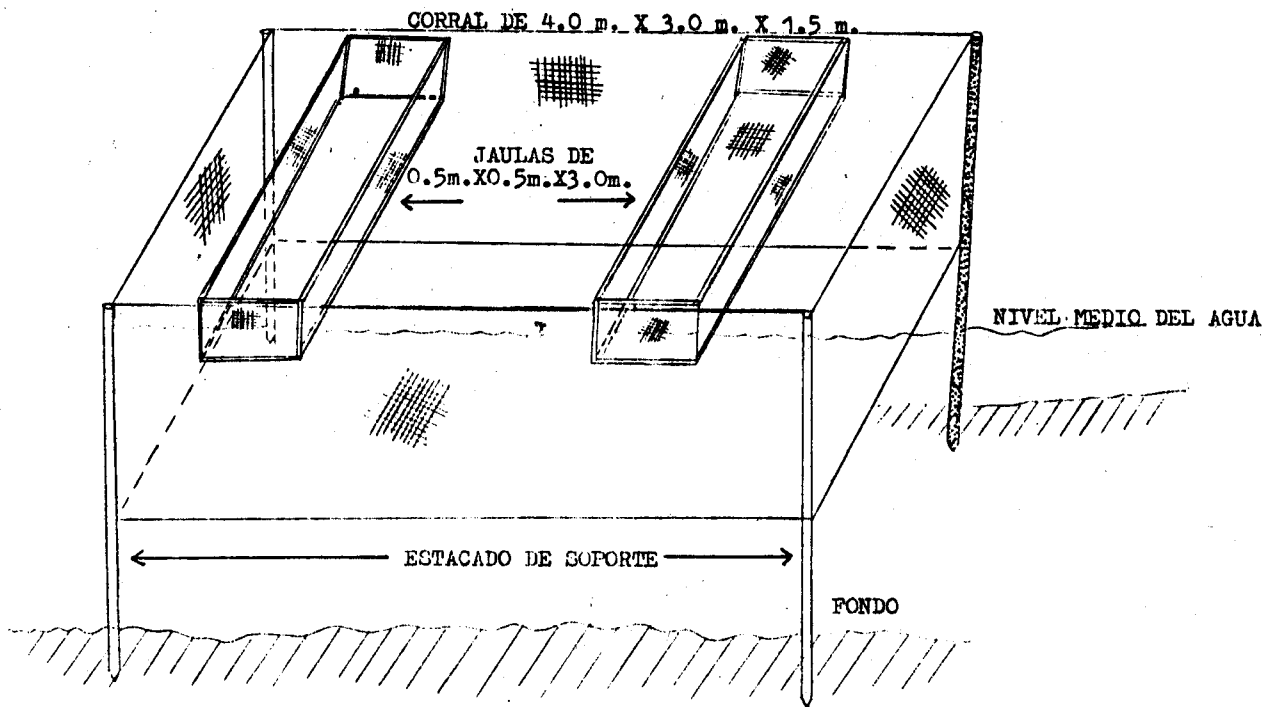 CORRAL DE 4.0 m. X 3.0 m. X 1.5 m.
JAULAS DE
0.5m.X0.5m.X3.0m.
NIVEL MEDIO DEL AGUA
ESTACADO DE SOPORTE
FONDO